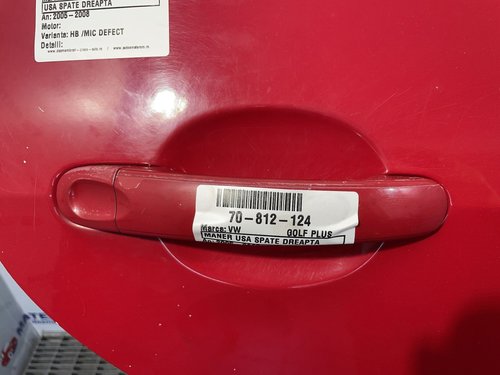 USA SPATE DREAPTA
An: 2005 - 2008
Motor:
Varianta: HB /MIC DEFECT
Detalii:
70-812-124
Marca: VW GOLF PLUS
MANER USA SPATE DREAPTA